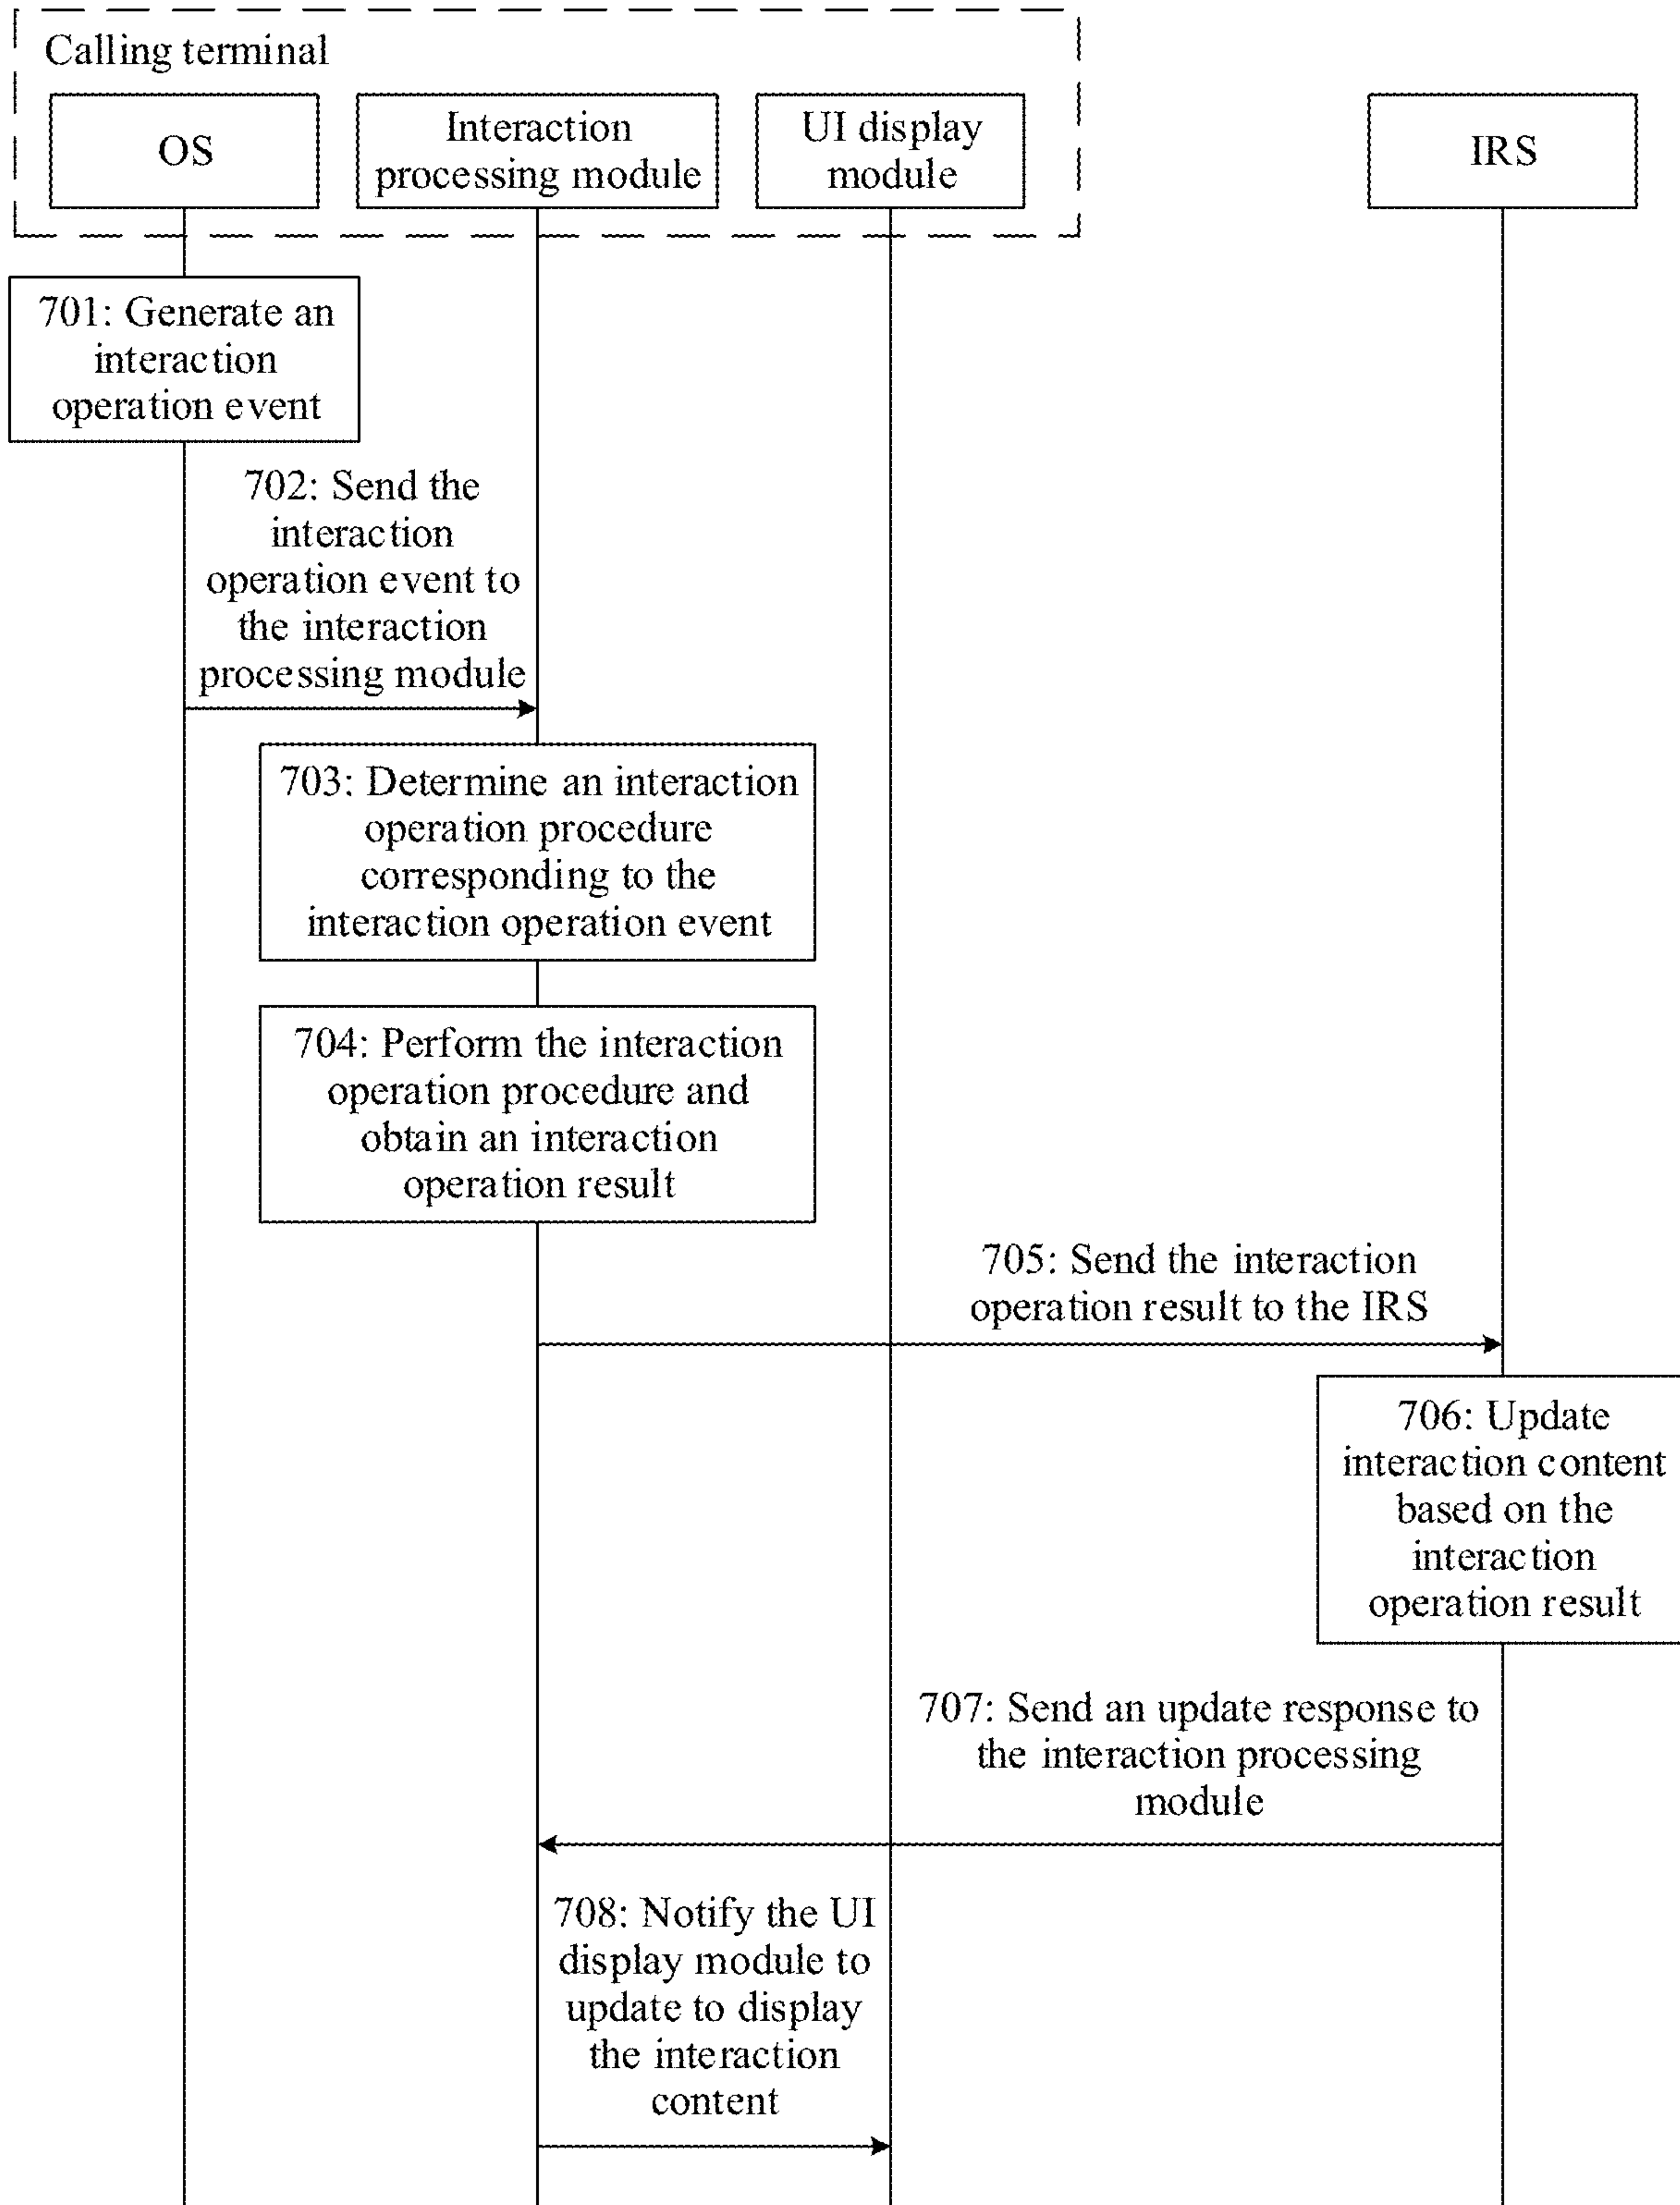 Calling terminal
OS
Interaction
processing module
UI display
module
IRS
701: Generate an
interaction
operation event
702: Send the
interaction
operation event to
the interaction
processing module
703: Determine an interaction
operation procedure
corresponding to the
interaction operation event
704: Perform the interaction
operation procedure and
obtain an interaction
operation result
705: Send the interaction
operation result to the IRS
706: Update
interaction content
based on the
interaction
operation result
707: Send an update response to
the interaction processing
module
708: Notify the UI
display module to
update to display
the interaction
content